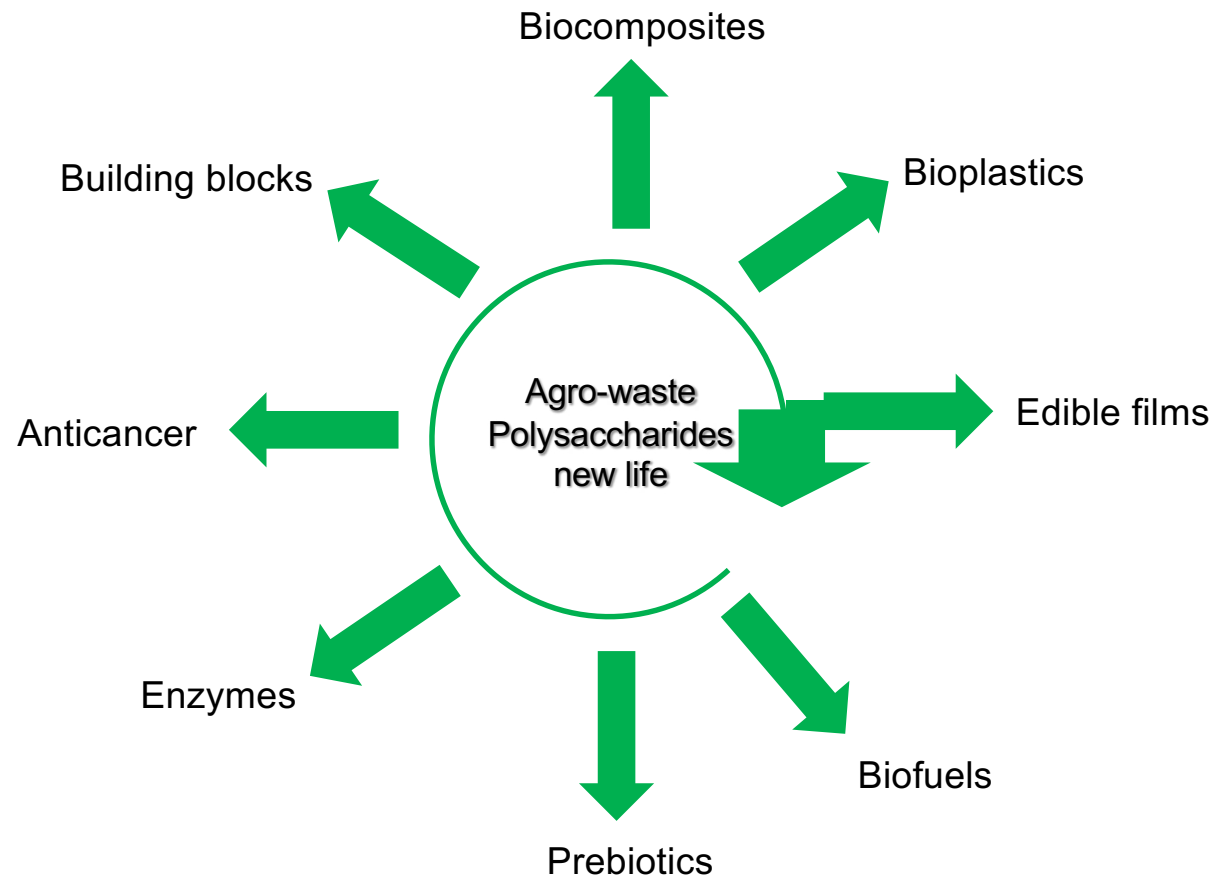 Biocomposites
Building blocks
Bioplastics
Agro-waste
Polysaccharides
new life
Edible films
Anticancer
Enzymes
Biofuels
Prebiotics